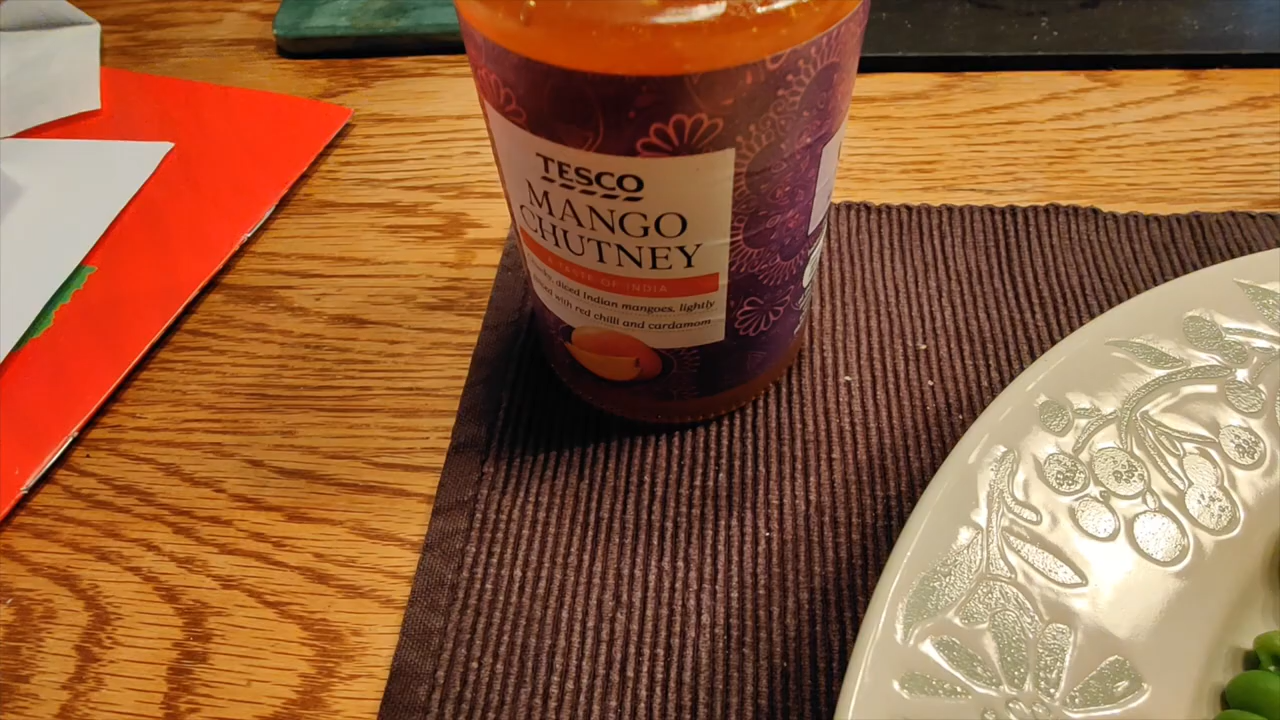 TESCO
MANGO
CHUTNEY
A TASTE OF INDIA
diced Indian mangoes, lightly
with red chilli and cardamom